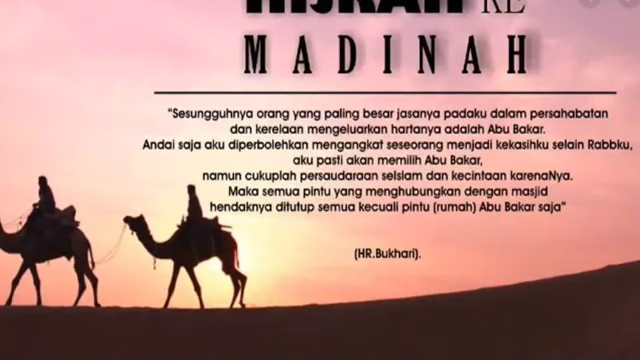 HIJRAH KE
MADINAH
“Sesungguhnya orang yang paling besar jasanya padaku dalam persahabatan
dan kerelaan mengeluarkan hartanya adalah Abu Bakar.
Andai saja aku diperbolehkan mengangkat seseorang menjadi kekasihku selain Rabbku,
aku pasti akan memilih Abu Bakar,
namun cukuplah persaudaraan seIslam dan kecintaan karenaNya.
Maka semua pintu yang menghubungkan dengan masjid
hendaknya ditutup semua kecuali pintu (rumah) Abu Bakar saja”
(HR.Bukhari).